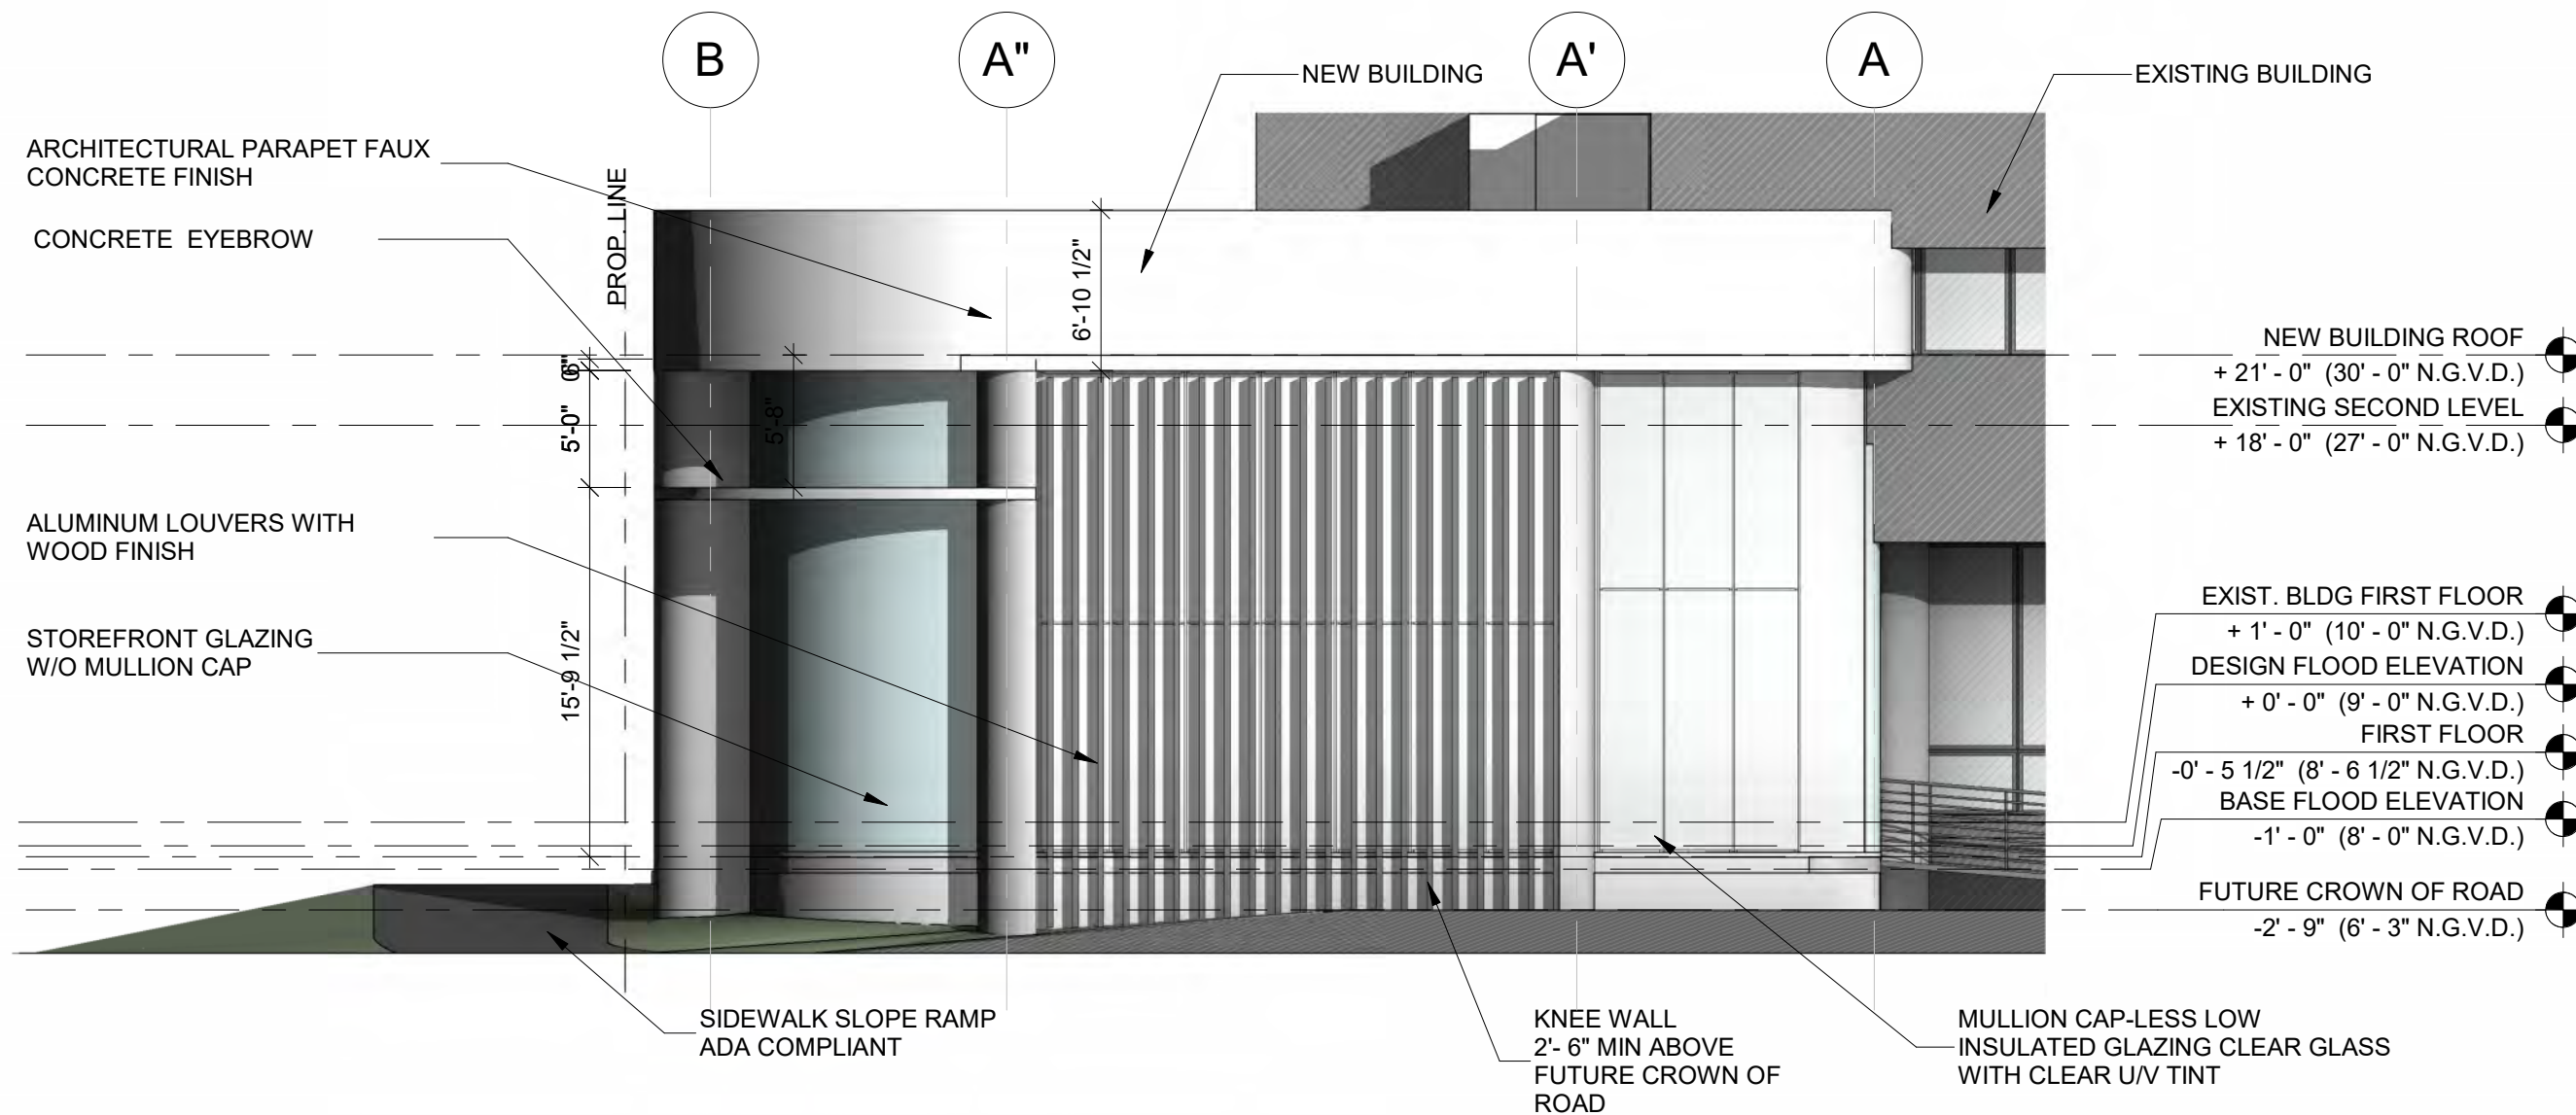 B
A"
A'
A
NEW BUILDING
EXISTING BUILDING
ARCHITECTURAL PARAPET FAUX
CONCRETE FINISH
PROP. LINE
CONCRETE EYEBROW
6'-10 1/2"
6"
5'-0"
5'-8"
15'-9 1/2"
ALUMINUM LOUVERS WITH
WOOD FINISH
STOREFRONT GLAZING
W/O MULLION CAP
NEW BUILDING ROOF
+ 21' - 0" (30' - 0" N.G.V.D.)
EXISTING SECOND LEVEL
+ 18' - 0" (27' - 0" N.G.V.D.)
EXIST. BLDG FIRST FLOOR
+ 1' - 0" (10' - 0" N.G.V.D.)
DESIGN FLOOD ELEVATION
+ 0' - 0" (9' - 0" N.G.V.D.)
FIRST FLOOR
-0' - 5 1/2" (8' - 6 1/2" N.G.V.D.)
BASE FLOOD ELEVATION
-1' - 0" (8' - 0" N.G.V.D.)
FUTURE CROWN OF ROAD
-2' - 9" (6' - 3" N.G.V.D.)
SIDEWALK SLOPE RAMP
ADA COMPLIANT
KNEE WALL
2'- 6" MIN ABOVE
FUTURE CROWN OF
ROAD
MULLION CAP-LESS LOW
INSULATED GLAZING CLEAR GLASS
WITH CLEAR U/V TINT